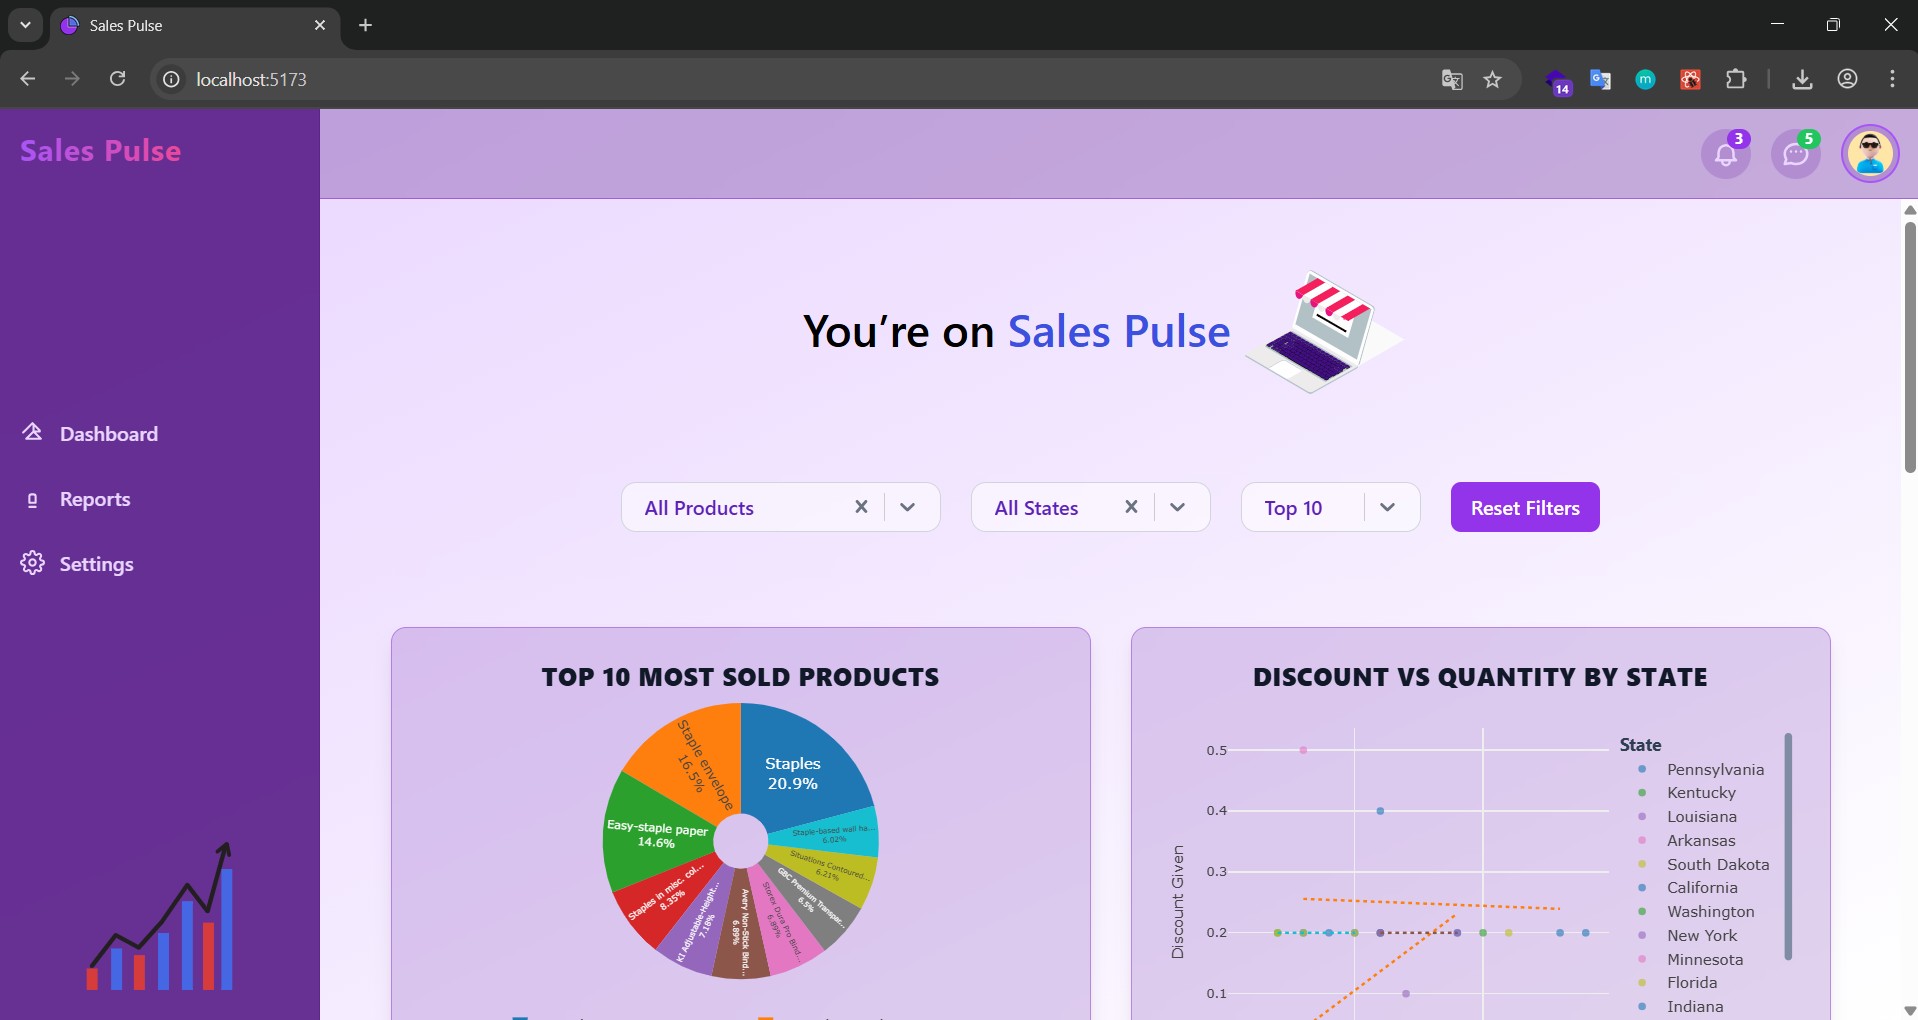 Sales Pulse
localhost:5173
14
m
Sales Pulse
3
5
You're on Sales Pulse
Dashboard
Reports
Settings
All Products
All States
Top 10
Reset Filters
TOP 10 MOST SOLD PRODUCTS
Staples
20.9%
Staple-based wall ha...
6.02%
Situations Contoured...
6.21%
GBC Premium Transpar...
6.5%
Storex Dura Pro Bind...
6.89%
Avery Non-Stick Bind...
6.89%
KI Adjustable-Height...
7.18%
Staples in misc. col...
8.35%
Easy-staple paper
14.6%
Staple envelope
16.5%
DISCOUNT VS QUANTITY BY STATE
Discount Given
0.5
0.4
0.3
0.2
0.1
State
Pennsylvania
Kentucky
Louisiana
Arkansas
South Dakota
California
Washington
New York
Minnesota
Florida
Indiana